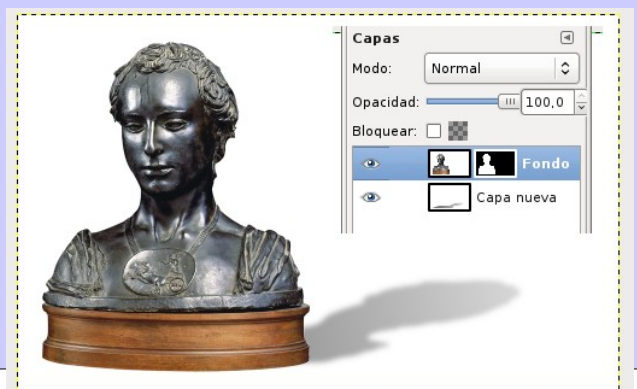 Capas
Modo: Normal
Opacidad: 100,0
Bloquear:
Fondo
Capa nueva